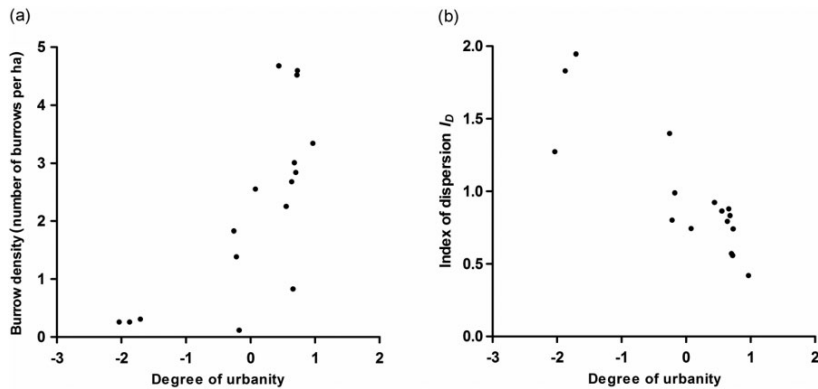 (a)
Burrow density (number of burrows per ha)
5
4
3
2
1
0
-3 -2 -1 0 1 2
Degree of urbanity
(b)
Index of dispersion I_D
2.0
1.5
1.0
0.5
0.0
-3 -2 -1 0 1 2
Degree of urbanity